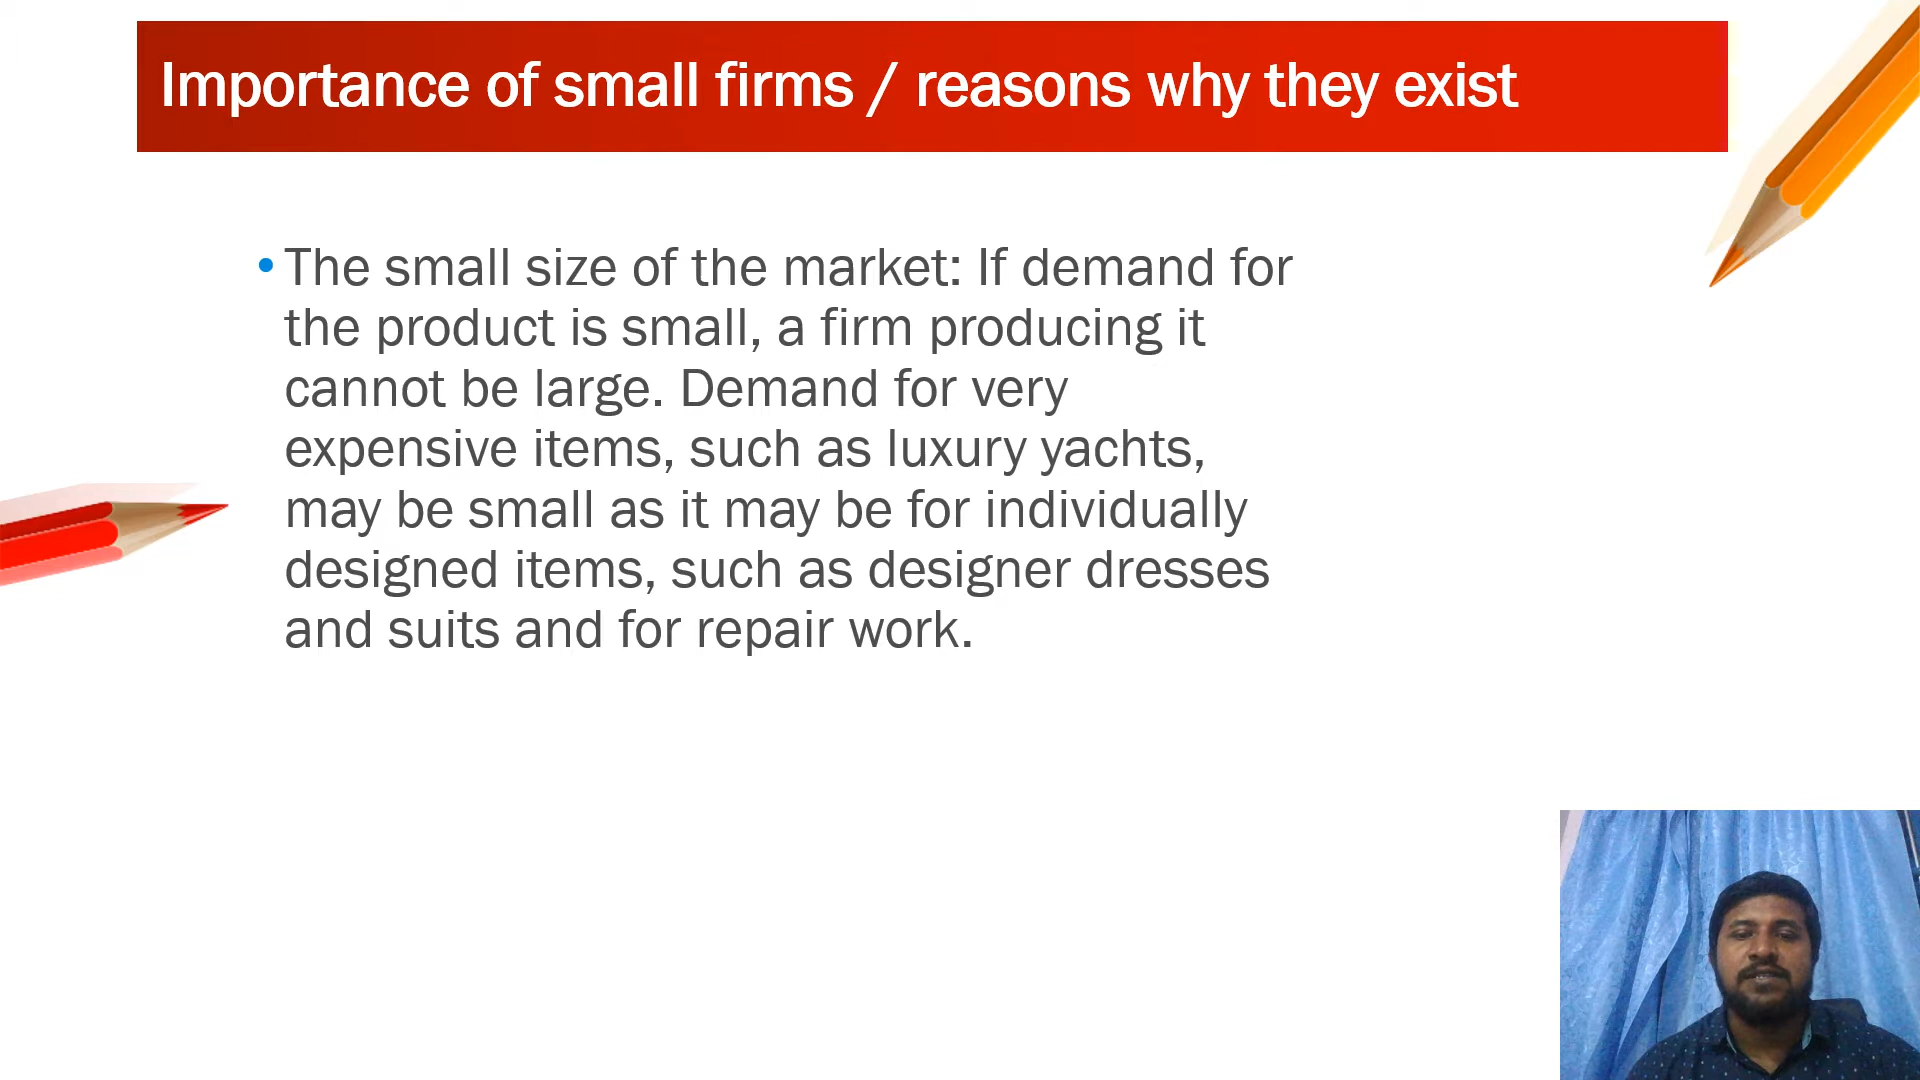 Importance of small firms / reasons why they exist
• The small size of the market: If demand for
the product is small, a firm producing it
cannot be large. Demand for very
expensive items, such as luxury yachts,
may be small as it may be for individually
designed items, such as designer dresses
and suits and for repair work.